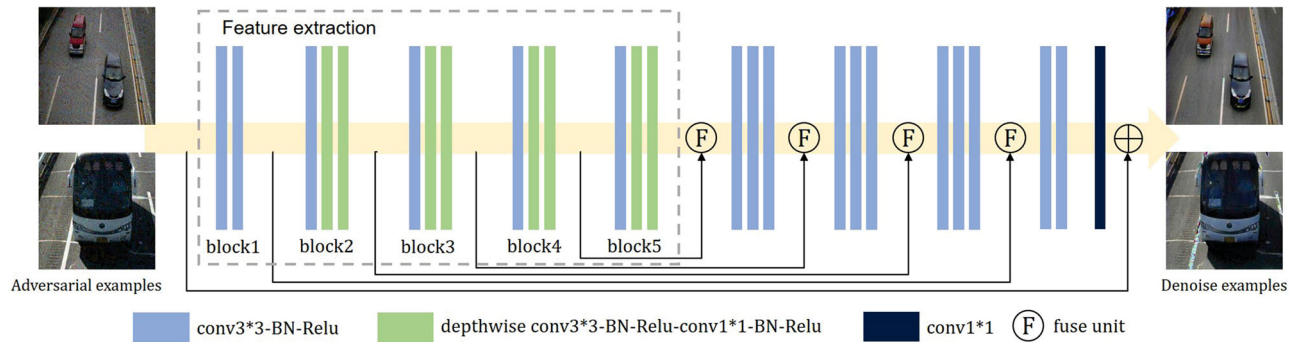 Feature extraction
F
F
F
F
block1
block2
block3
block4
block5
Adversarial examples
Denoise examples
conv3*3-BN-Relu
depthwise conv3*3-BN-Relu-conv1*1-BN-Relu
conv1*1
F
fuse unit